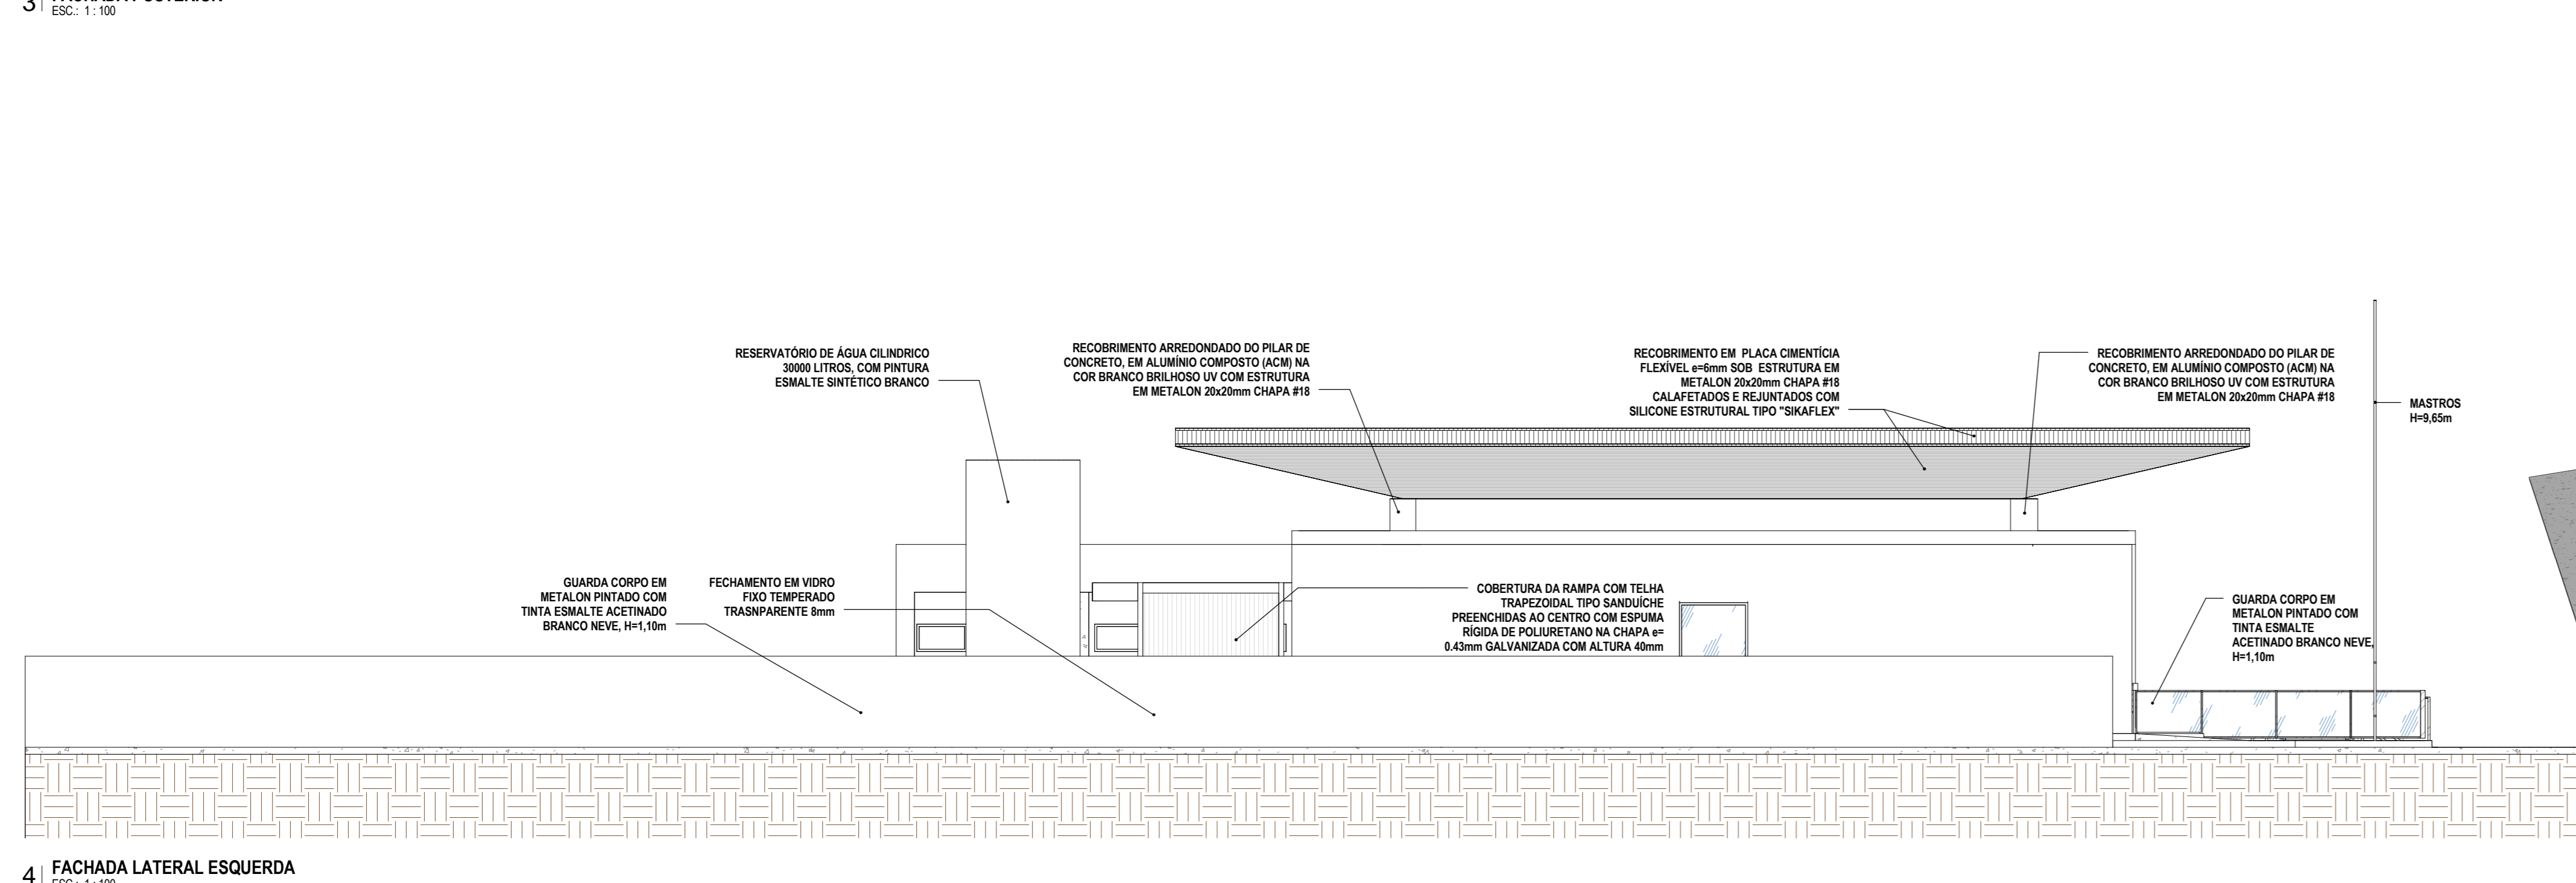 3
ESC.: 1 : 100
RESERVATÓRIO DE ÁGUA CILINDRICO
30000 LITROS, COM PINTURA
ESMALTE SINTÉTICO BRANCO
RECOBRIMENTO ARREDONDADO DO PILAR DE
CONCRETO, EM ALUMÍNIO COMPOSTO (ACM) NA
COR BRANCO BRILHOSO UV COM ESTRUTURA
EM METALON 20x20mm CHAPA #18
RECOBRIMENTO EM PLACA CIMENTÍCIA
FLEXÍVEL e=6mm SOB ESTRUTURA EM
METALON 20x20mm CHAPA #18
CALAFETADOS E REJUNTADOS COM
SILICONE ESTRUTURAL TIPO "SIKAFLEX"
RECOBRIMENTO ARREDONDADO DO PILAR DE
CONCRETO, EM ALUMÍNIO COMPOSTO (ACM) NA
COR BRANCO BRILHOSO UV COM ESTRUTURA
EM METALON 20x20mm CHAPA #18
MASTROS
H=9,65m
GUARDA CORPO EM
METALON PINTADO COM
TINTA ESMALTE ACETINADO
BRANCO NEVE, H=1,10m
FECHAMENTO EM VIDRO
FIXO TEMPERADO
TRASNPARENTE 8mm
COBERTURA DA RAMPA COM TELHA
TRAPEZOIDAL TIPO SANDUÍCHE
PREENCHIDAS AO CENTRO COM ESPUMA
RÍGIDA DE POLIURETANO NA CHAPA e=
0.43mm GALVANIZADA COM ALTURA 40mm
GUARDA CORPO EM
METALON PINTADO COM
TINTA ESMALTE
ACETINADO BRANCO NEVE,
H=1,10m
4
FACHADA LATERAL ESQUERDA
ESC.: 1 : 100